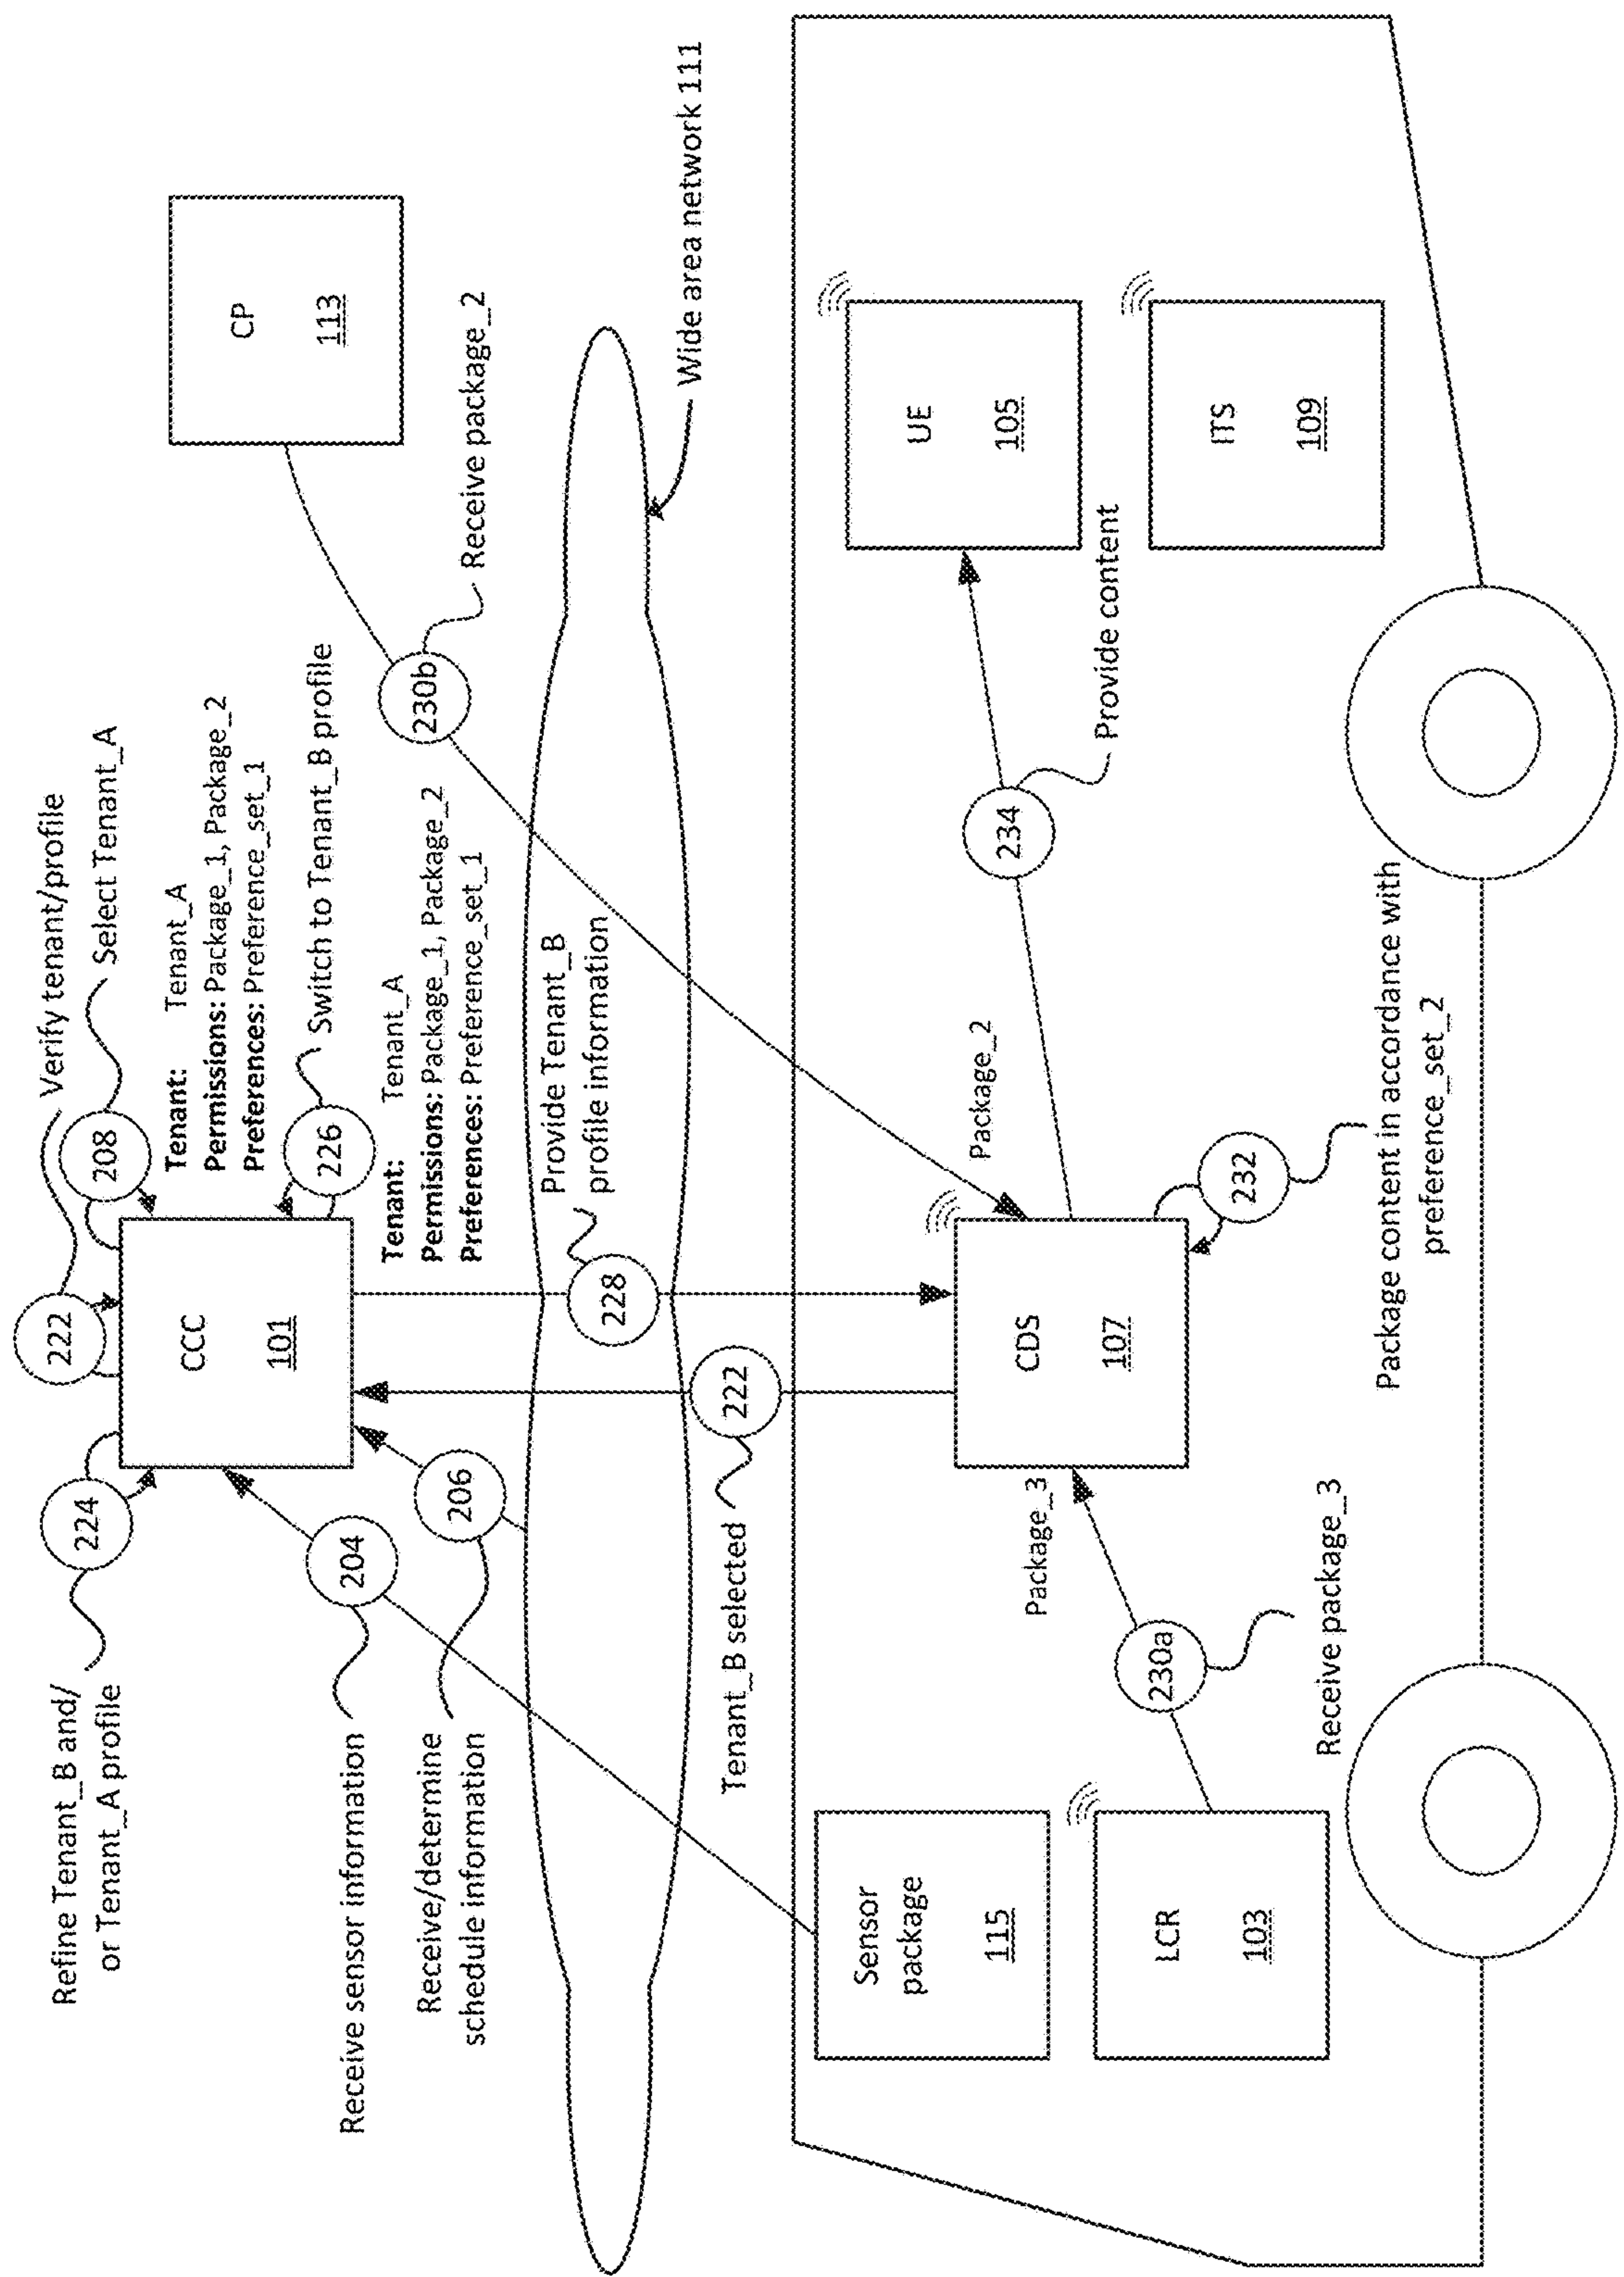 Refine Tenant_B and/
or Tenant_A profile
224
222
Verify tenant/profile
208
Select Tenant_A
Tenant: Tenant_A
Permissions: Package_1, Package_2
Preferences: Preference_set_1
CCC
101
226
Switch to Tenant_B profile
Tenant: Tenant_A
Permissions: Package_1, Package_2
Preferences: Preference_set_1
CP
113
230b
Receive package_2
Receive sensor information
204
Receive/determine
schedule information
206
228
Provide Tenant_B
profile information
Wide area network 111
Tenant_B selected
222
Sensor
package
115
LCR
103
Package_3
230a
Receive package_3
CDS
107
Package_2
232
Package content in accordance with
preference_set_2
234
Provide content
UE
105
ITS
109